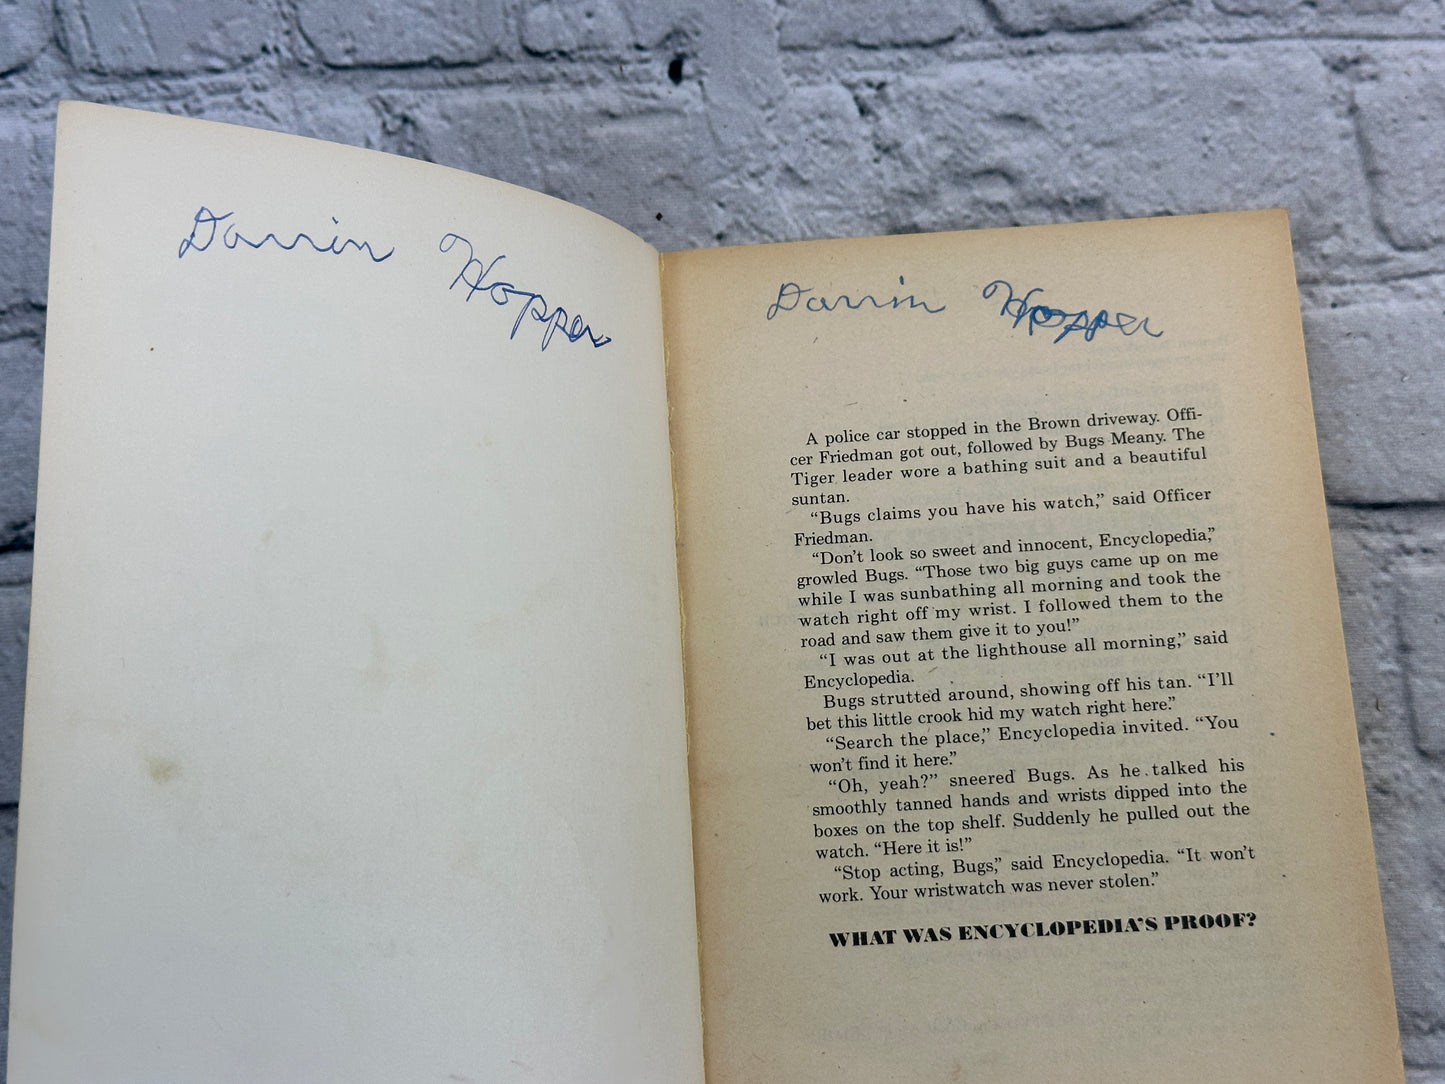 Darrin Hopper
Darrin Hopper
A police car stopped in the Brown driveway. Offi-
cer Friedman got out, followed by Bugs Meany. The
Tiger leader wore a bathing suit and a beautiful
suntan.
“Bugs claims you have his watch,” said Officer
Friedman.
“Don’t look so sweet and innocent, Encyclopedia,”
growled Bugs. “Those two big guys came up on me
while I was sunbathing all morning and took the
watch right off my wrist. I followed them to the
road and saw them give it to you!”
“I was out at the lighthouse all morning,” said
Encyclopedia.
Bugs strutted around, showing off his tan. “I’ll
bet this little crook hid my watch right here.”
“Search the place,” Encyclopedia invited. “You
won’t find it here.”
“Oh, yeah?” sneered Bugs. As he talked his
smoothly tanned hands and wrists dipped into the
boxes on the top shelf. Suddenly he pulled out the
watch. “Here it is!”
“Stop acting, Bugs,” said Encyclopedia. “It won’t
work. Your wristwatch was never stolen.”
WHAT WAS ENCYCLOPEDIA’S PROOF?